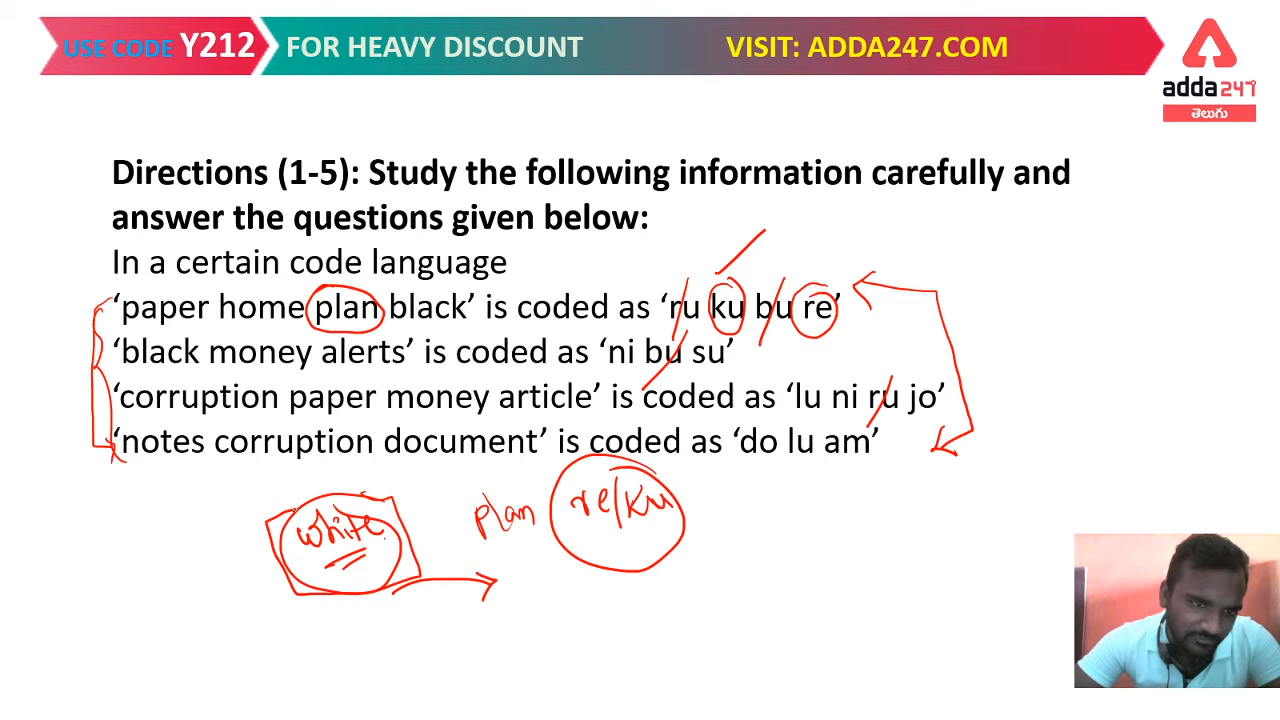 USE CODE Y212 FOR HEAVY DISCOUNT VISIT: ADDA247.COM
adda247
తెలుగు
Directions (1-5): Study the following information carefully and
answer the questions given below:
In a certain code language
‘paper home plan black’ is coded as ‘ru ku bu re’
‘black money alerts’ is coded as ‘ni bu su’
‘corruption paper money article’ is coded as ‘lu ni ru jo’
‘notes corruption document’ is coded as ‘do lu am’
white plan re/ku